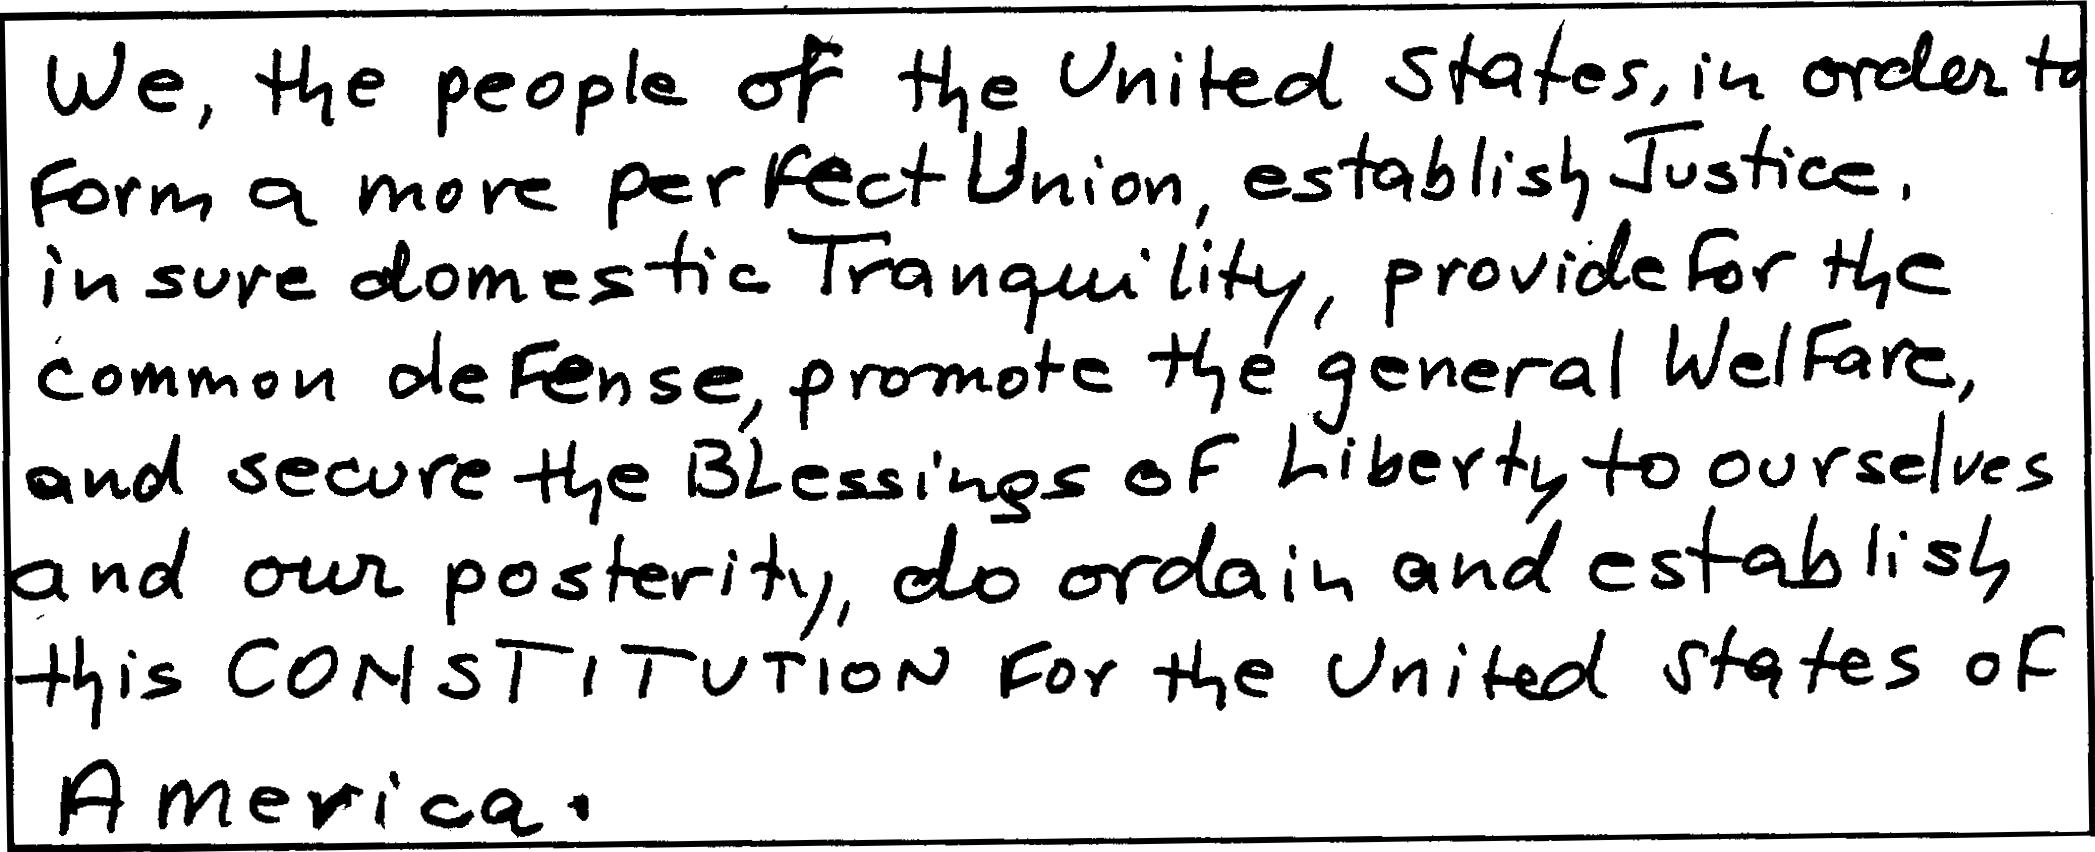 We, the people of the United States, in order to
form a more perfect Union, establish Justice,
insure domestic Tranquility, provide for the
common defense, promote the general Welfare,
and secure the BLessings of Liberty to ourselves
and our posterity, do ordain and establish
this CONSTITUTION for the United States of
America.